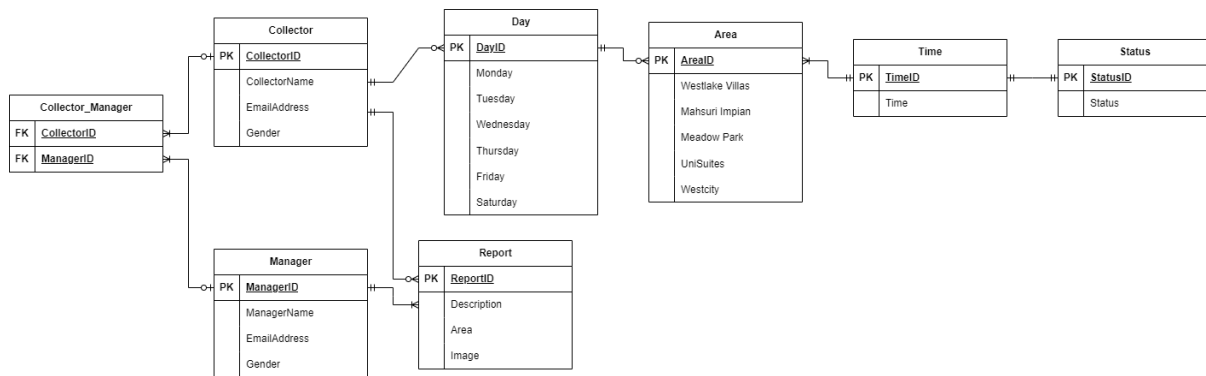 Collector_Manager
FK CollectorID
FK ManagerID
Collector
PK CollectorID
CollectorName
EmailAddress
Gender
Manager
PK ManagerID
ManagerName
EmailAddress
Gender
Day
PK DayID
Monday
Tuesday
Wednesday
Thursday
Friday
Saturday
Report
PK ReportID
Description
Area
Image
Area
PK AreaID
Westlake Villas
Mahsuri Impian
Meadow Park
UniSuites
Westcity
Time
PK TimeID
Time
Status
PK StatusID
Status